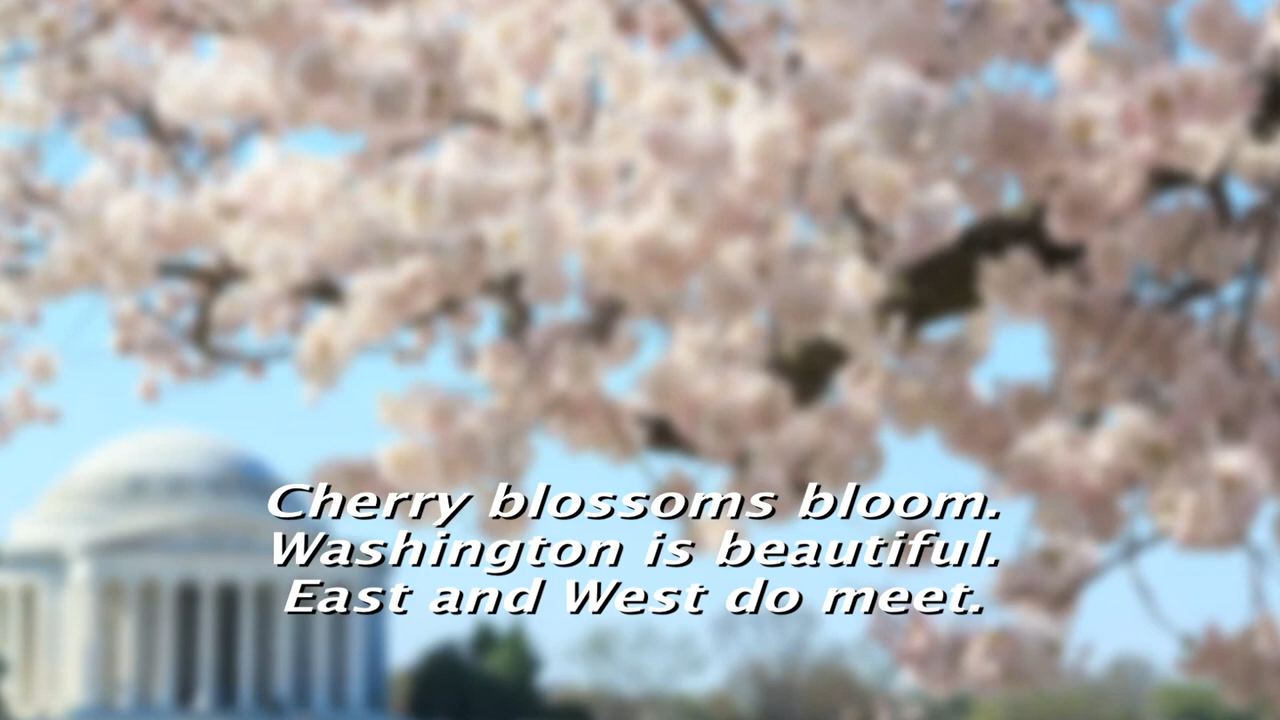 Cherry blossoms bloom.
Washington is beautiful.
East and West do meet.